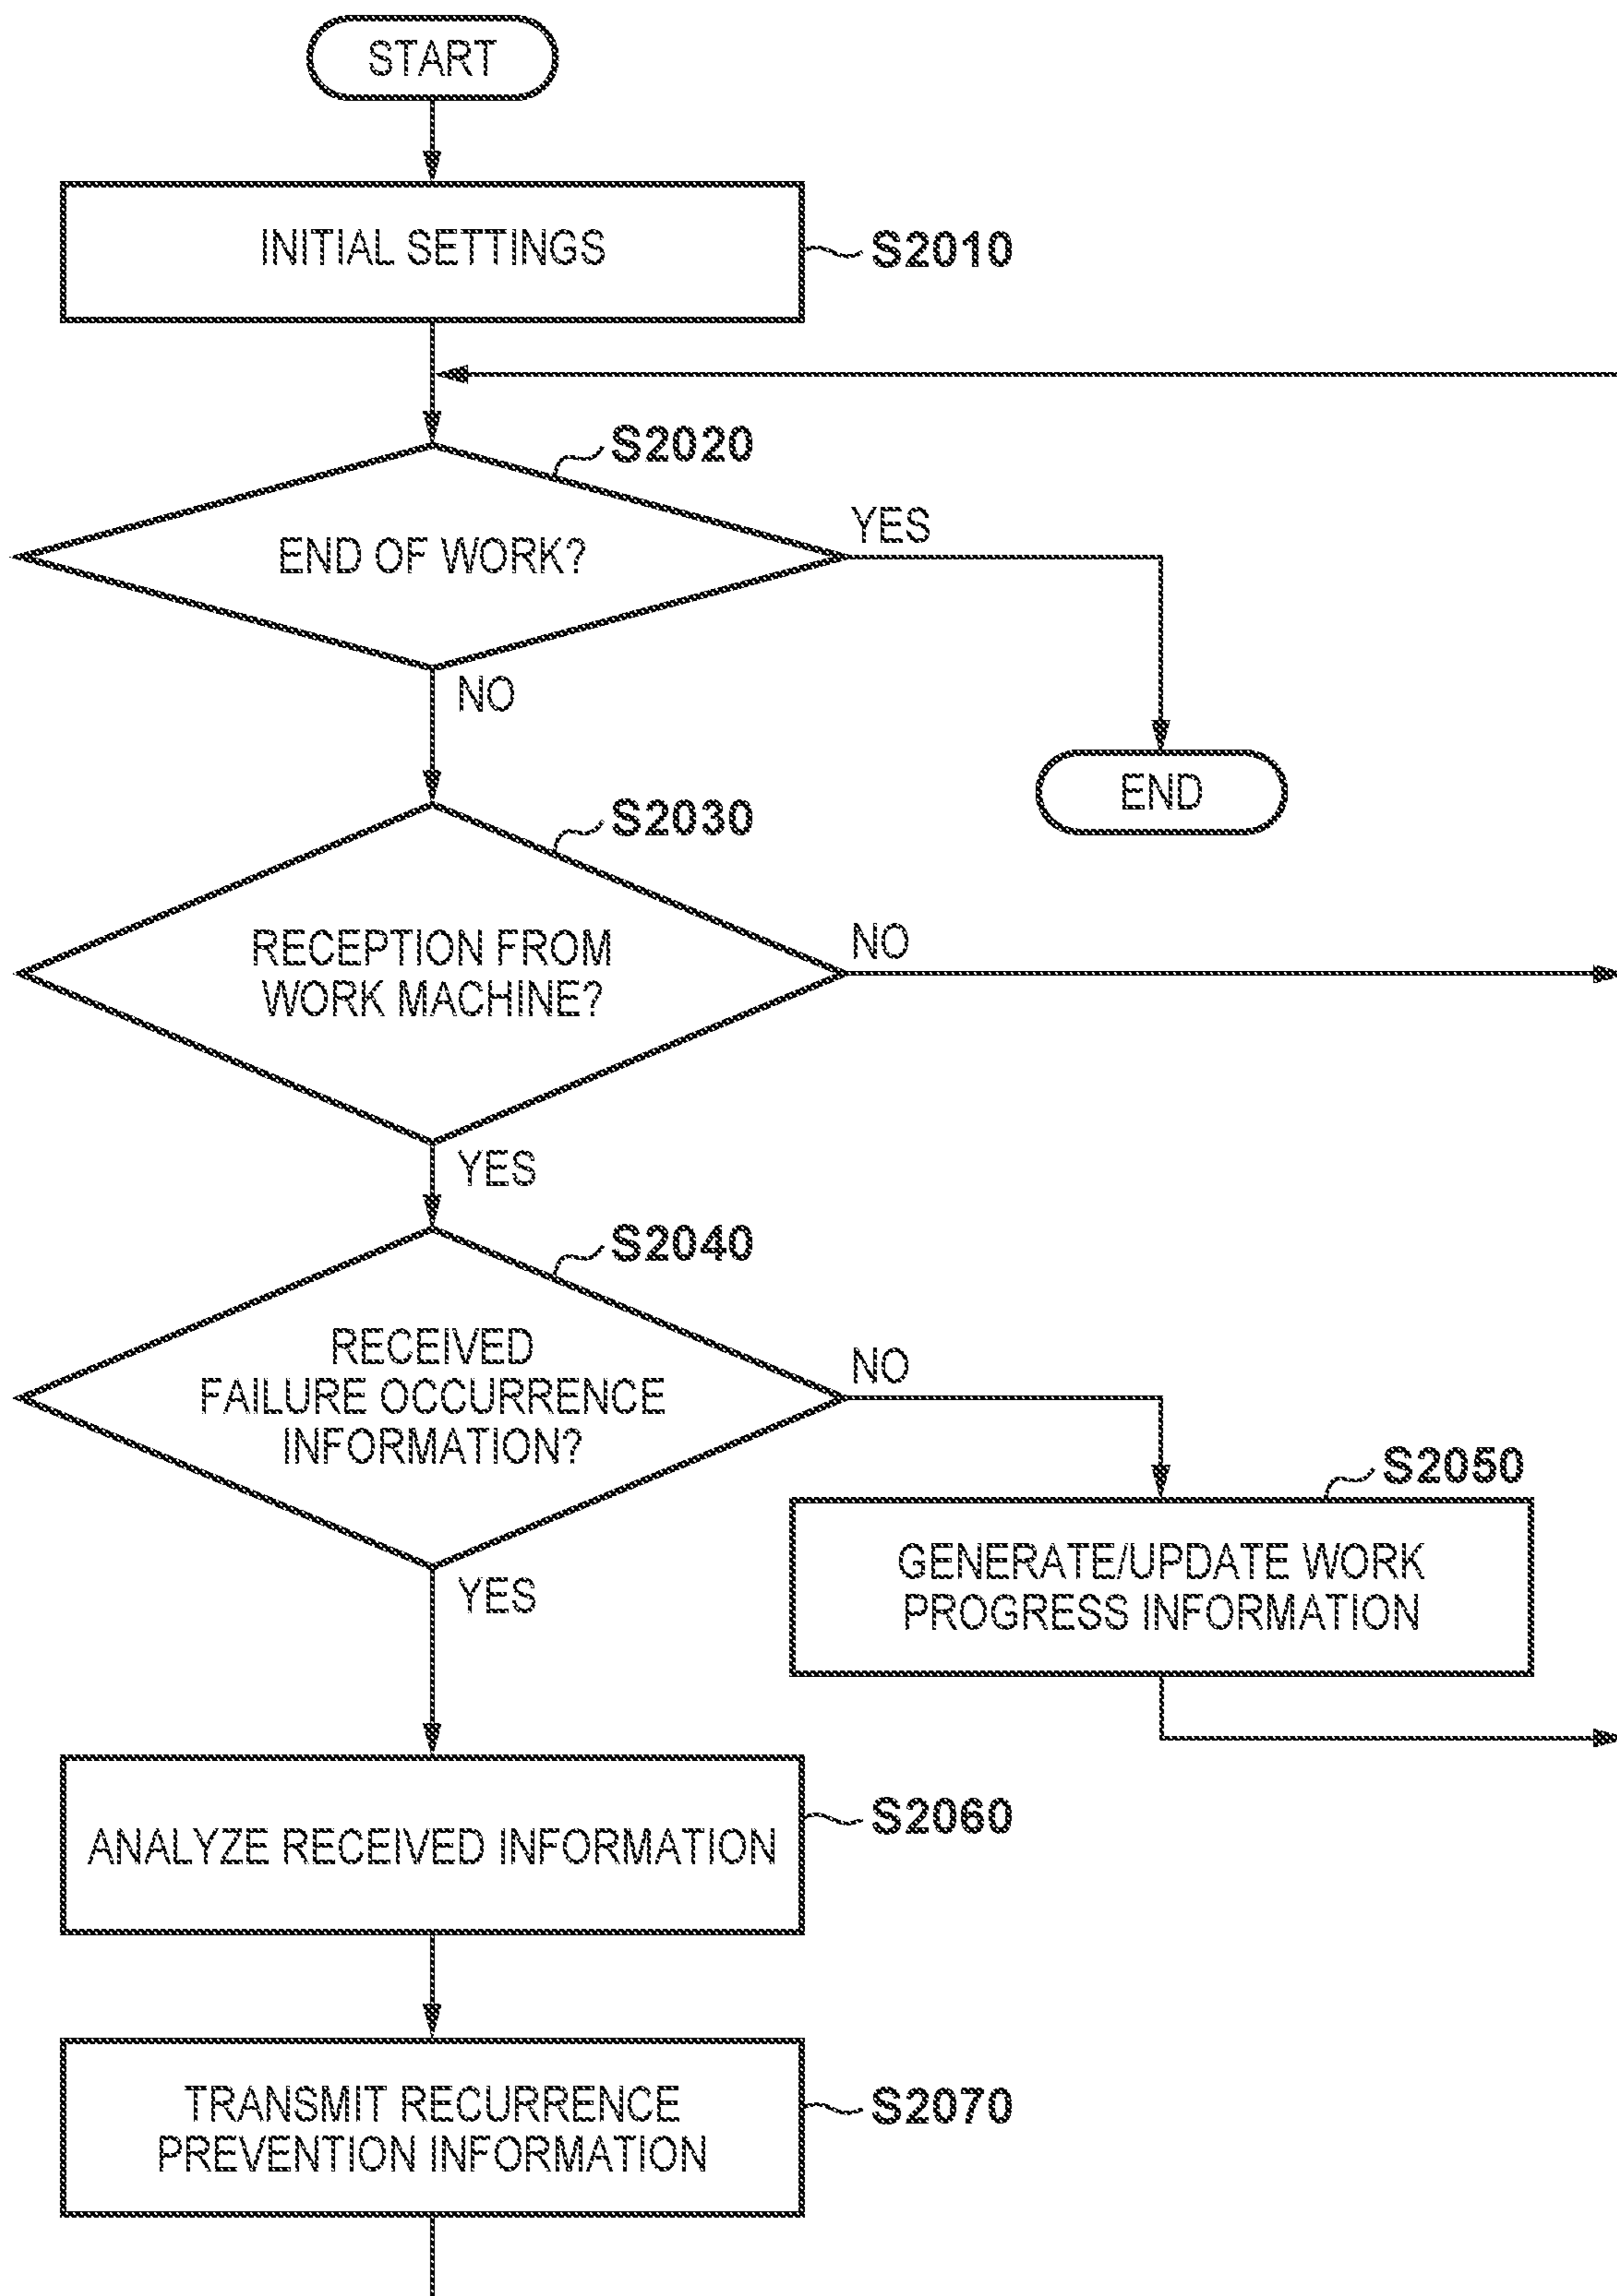 START
INITIAL SETTINGS
S2010
S2020
END OF WORK?
YES
NO
END
S2030
RECEPTION FROM
WORK MACHINE?
NO
YES
S2040
RECEIVED
FAILURE OCCURRENCE
INFORMATION?
NO
YES
S2050
GENERATE/UPDATE WORK
PROGRESS INFORMATION
S2060
ANALYZE RECEIVED INFORMATION
TRANSMIT RECURRENCE
PREVENTION INFORMATION
S2070